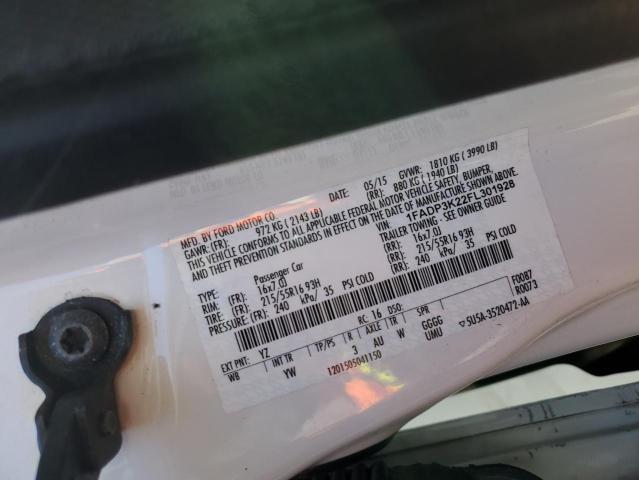 MFD. BY FORD MOTOR CO. 05/15 GVWR: 1810 KG ( 3990 LB)
GAWR: (FR): 972 KG ( 2143 LB) (RR): 880 KG ( 1940 LB)
THIS VEHICLE CONFORMS TO ALL APPLICABLE FEDERAL MOTOR VEHICLE SAFETY, BUMPER,
AND THEFT PREVENTION STANDARDS IN EFFECT ON THE DATE OF MANUFACTURE SHOWN ABOVE.
VIN: 1FADP3K22FL301928
TYPE: Passenger Car TRAILER TOWING - SEE OWNER GUIDE
RIM: (FR): 16x7.0J (RR): 16x7.0J
TIRE: (FR): 215/55R16 93H (RR): 215/55R16 93H
PRESSURE: (FR): 240 kPa/ 35 PSI COLD (RR): 240 kPa/ 35 PSI COLD
F0087
EXT PNT: YZ RC: 16 DSO: R0073
WB INT TR TP/PS R AXLE TR SPR
YW 3 AU W GGGG 5U5A-3520472-AA
1201505041150 UMU